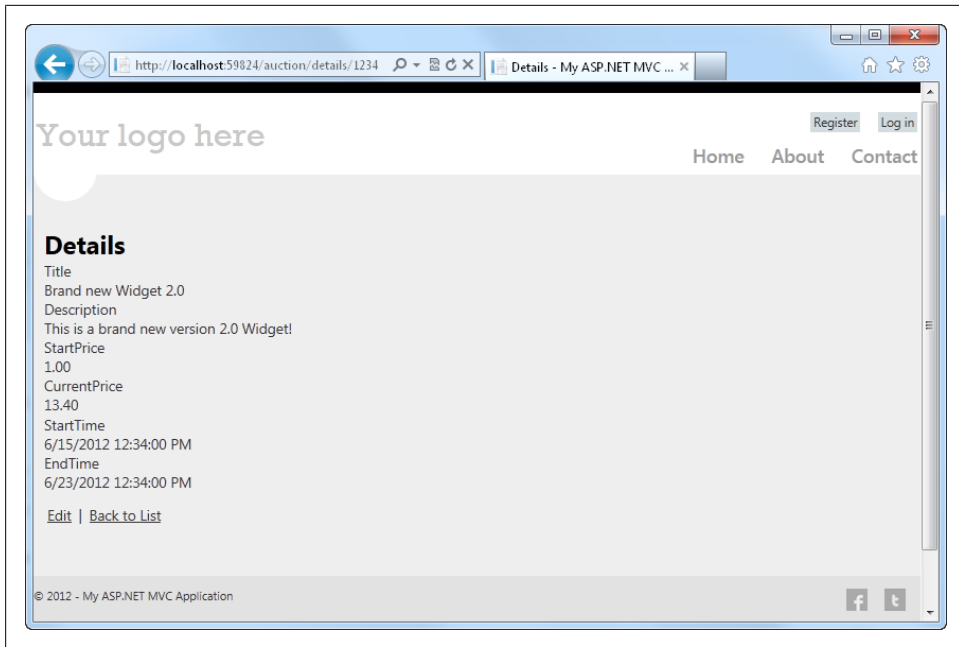 http://localhost:59824/auction/details/1234
Details - My ASP.NET MVC ...
Your logo here
Register
Log in
Home
About
Contact
Details
Title
Brand new Widget 2.0
Description
This is a brand new version 2.0 Widget!
StartPrice
1.00
CurrentPrice
13.40
StartTime
6/15/2012 12:34:00 PM
EndTime
6/23/2012 12:34:00 PM
Edit | Back to List
© 2012 - My ASP.NET MVC Application